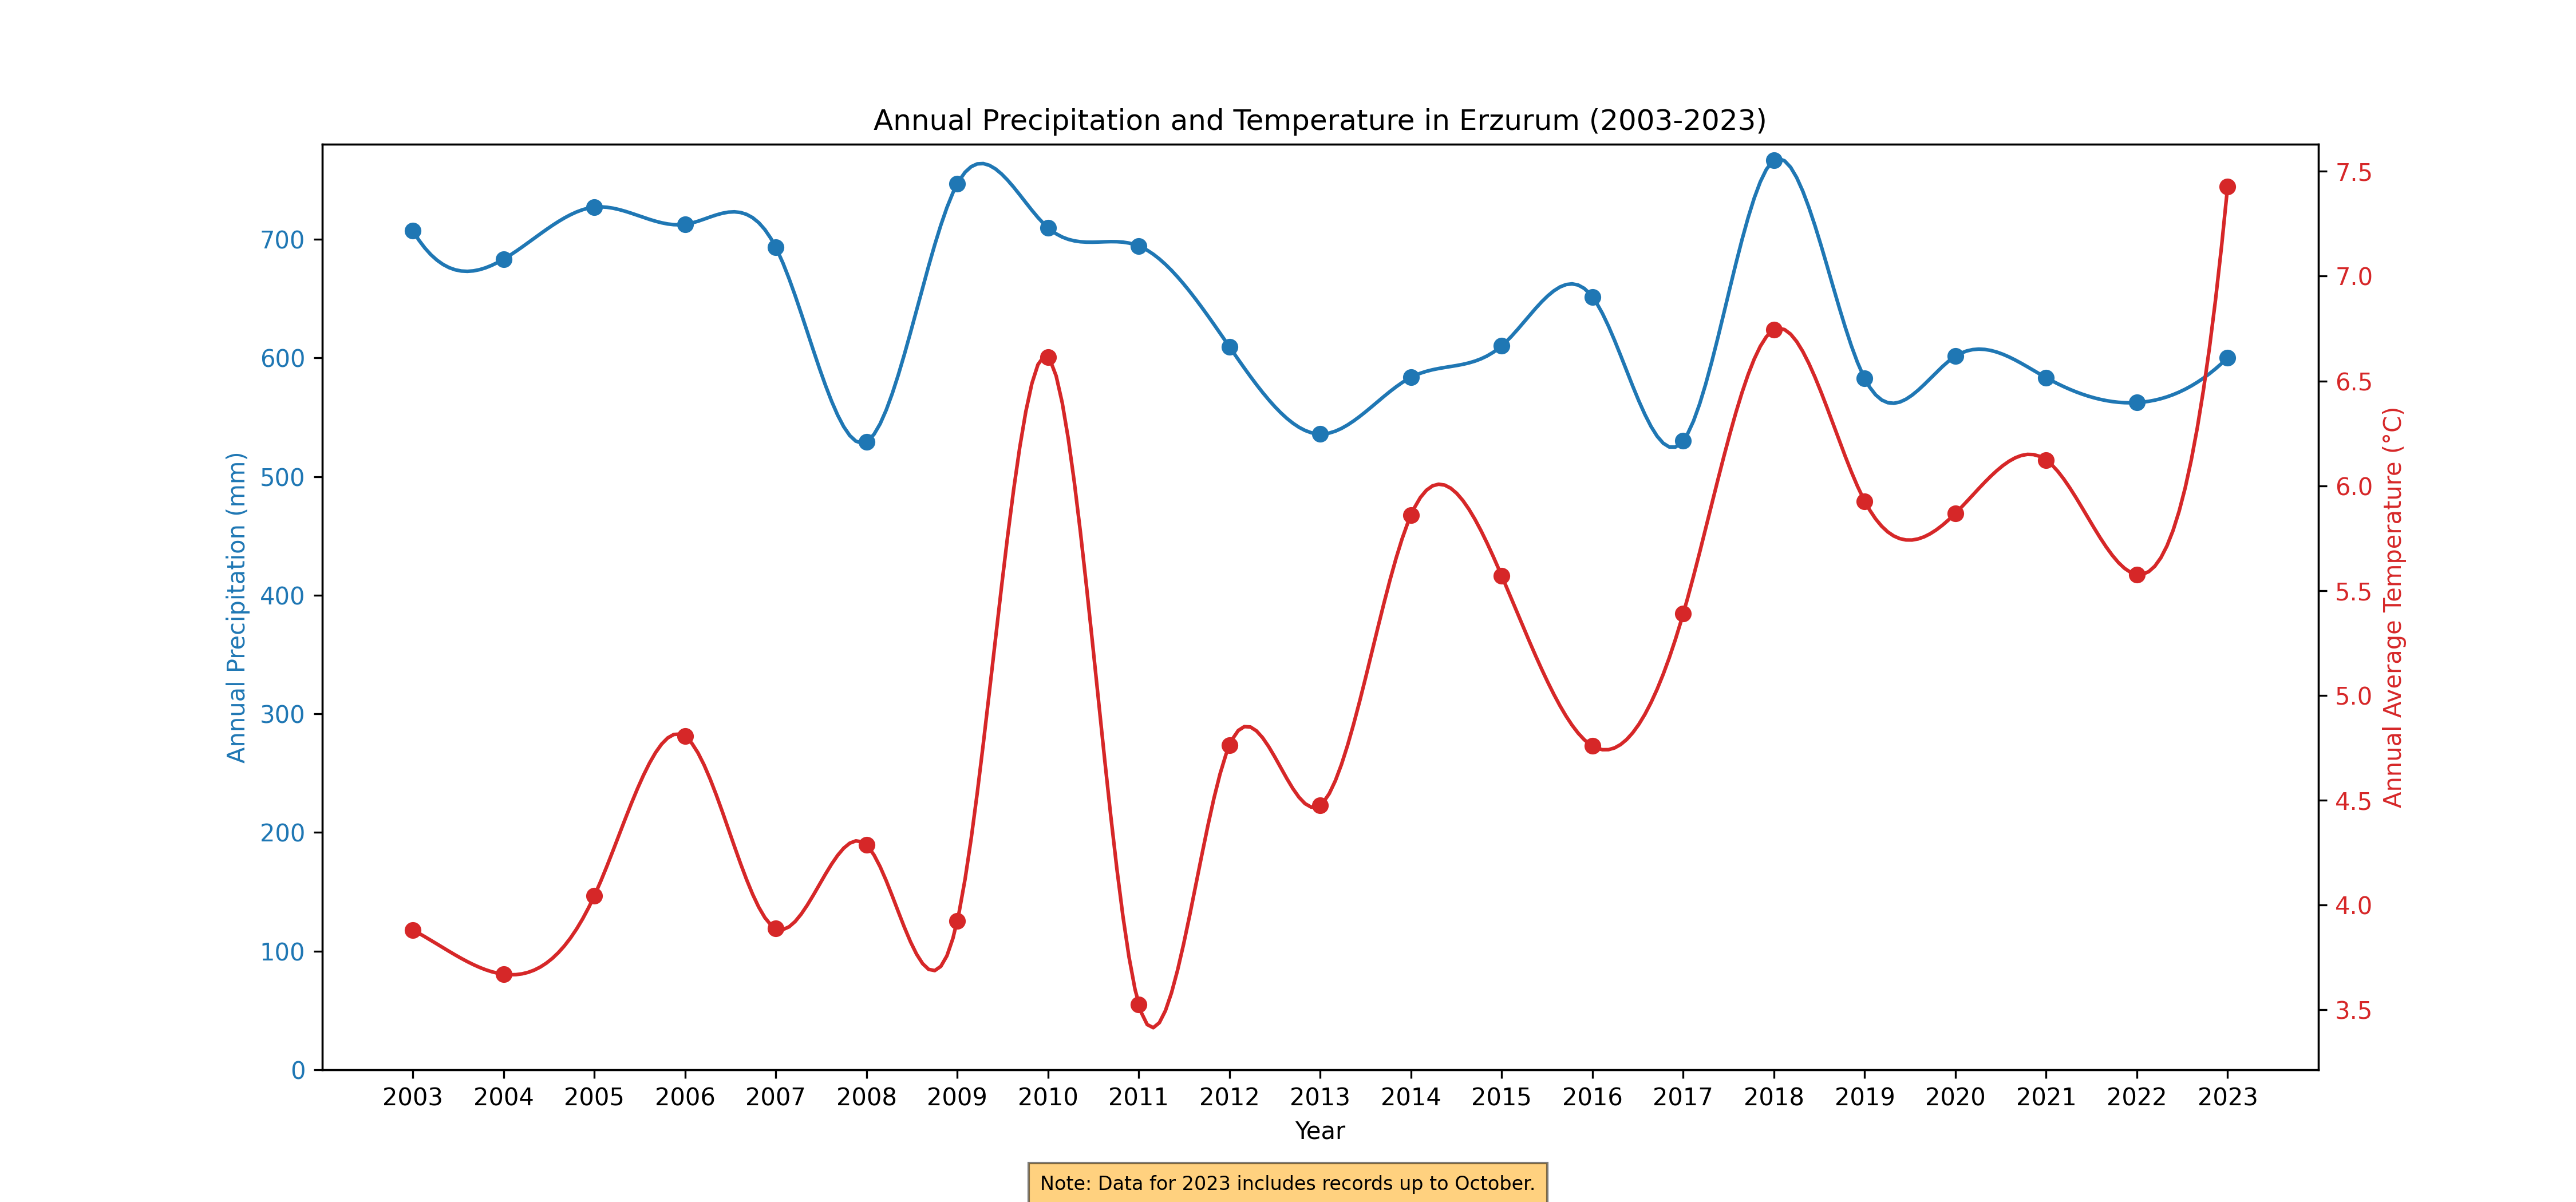 Annual Precipitation and Temperature in Erzurum (2003-2023)
Annual Precipitation (mm)
700
600
500
400
300
200
100
0
7.5
7.0
6.5
6.0
5.5
5.0
4.5
4.0
3.5
Annual Average Temperature (°C)
2003 2004 2005 2006 2007 2008 2009 2010 2011 2012 2013 2014 2015 2016 2017 2018 2019 2020 2021 2022 2023
Year
Note: Data for 2023 includes records up to October.